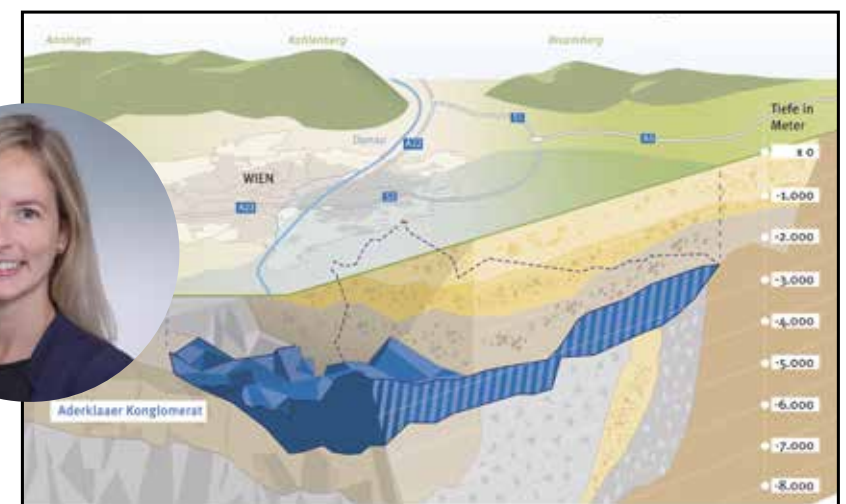 Anninger
Kahlenberg
Bisamberg
Tiefe in
Meter
± 0
-1.000
-2.000
-3.000
-4.000
-5.000
-6.000
-7.000
-8.000
S1
A5
Donau
A22
WIEN
S2
A23
Aderklaaer Konglomerat